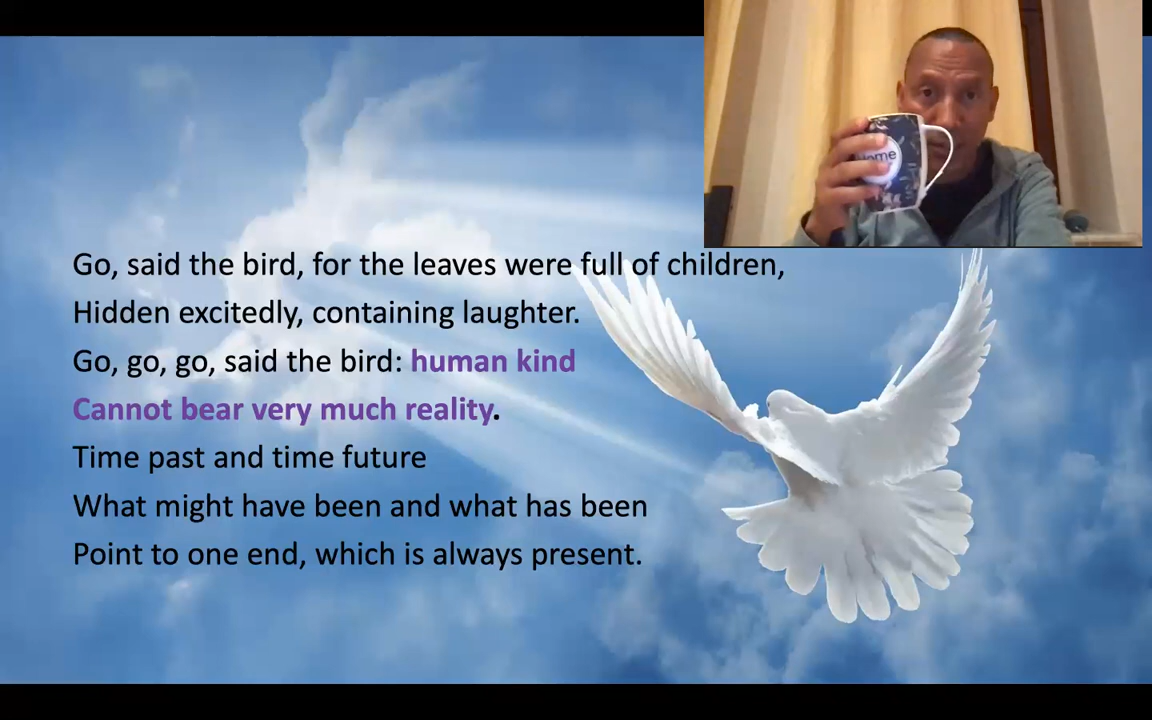 Home
Go, said the bird, for the leaves were full of children,
Hidden excitedly, containing laughter.
Go, go, go, said the bird: human kind
Cannot bear very much reality.
Time past and time future
What might have been and what has been
Point to one end, which is always present.